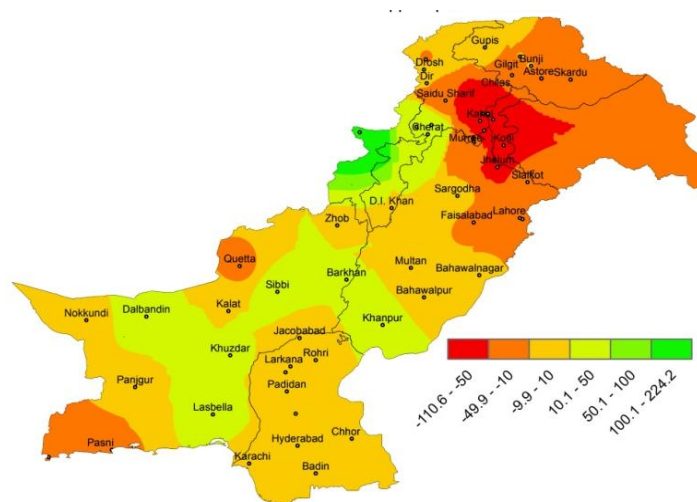 Gupis
Drosh
Bunji
Gilgit
Dir
Astore
Skardu
Chilas
Saidu Sharif
Kakul
Cherat
Murree
Kotli
Jhelum
Sialkot
Sargodha
D.I. Khan
Lahore
Zhob
Faisalabad
Quetta
Multan
Bahawalnagar
Barkhan
Sibbi
Bahawalpur
Kalat
Nokkundi
Dalbandin
Khanpur
Jacobabad
Khuzdar
Larkana
Rohri
Panjgur
Padidan
Lasbella
Pasni
Hyderabad
Chhor
Karachi
Badin
-110.6 - -50
-49.9 - -10
-9.9 - 10
10.1 - 50
50.1 - 100
100.1 - 224.2